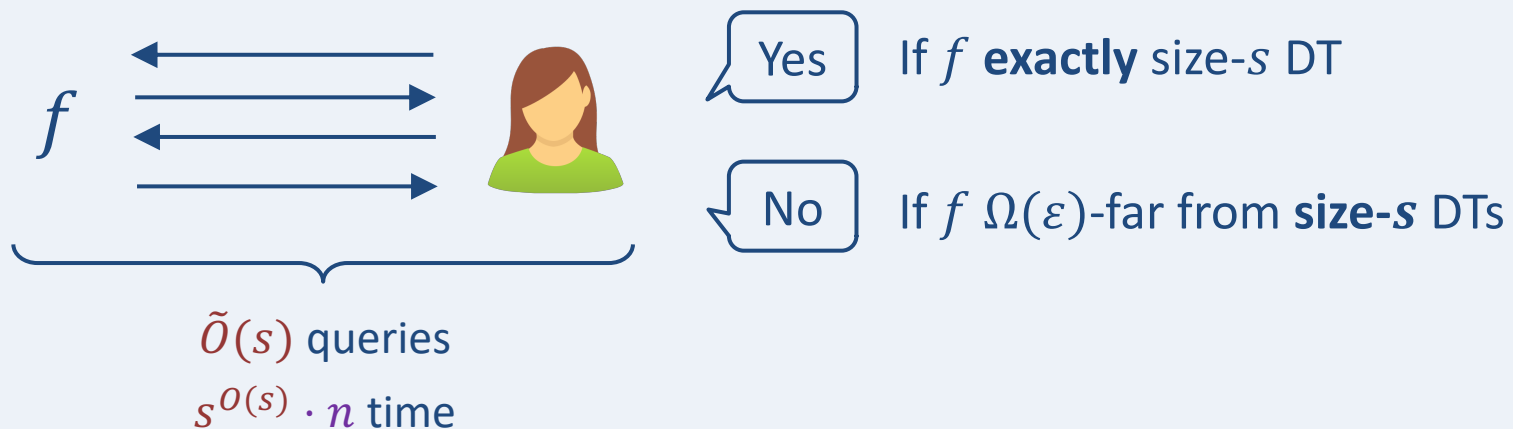 f
Yes If f exactly size-s DT
No If f Ω(ε)-far from size-s DTs
Õ(s) queries
s^{O(s)} · n time